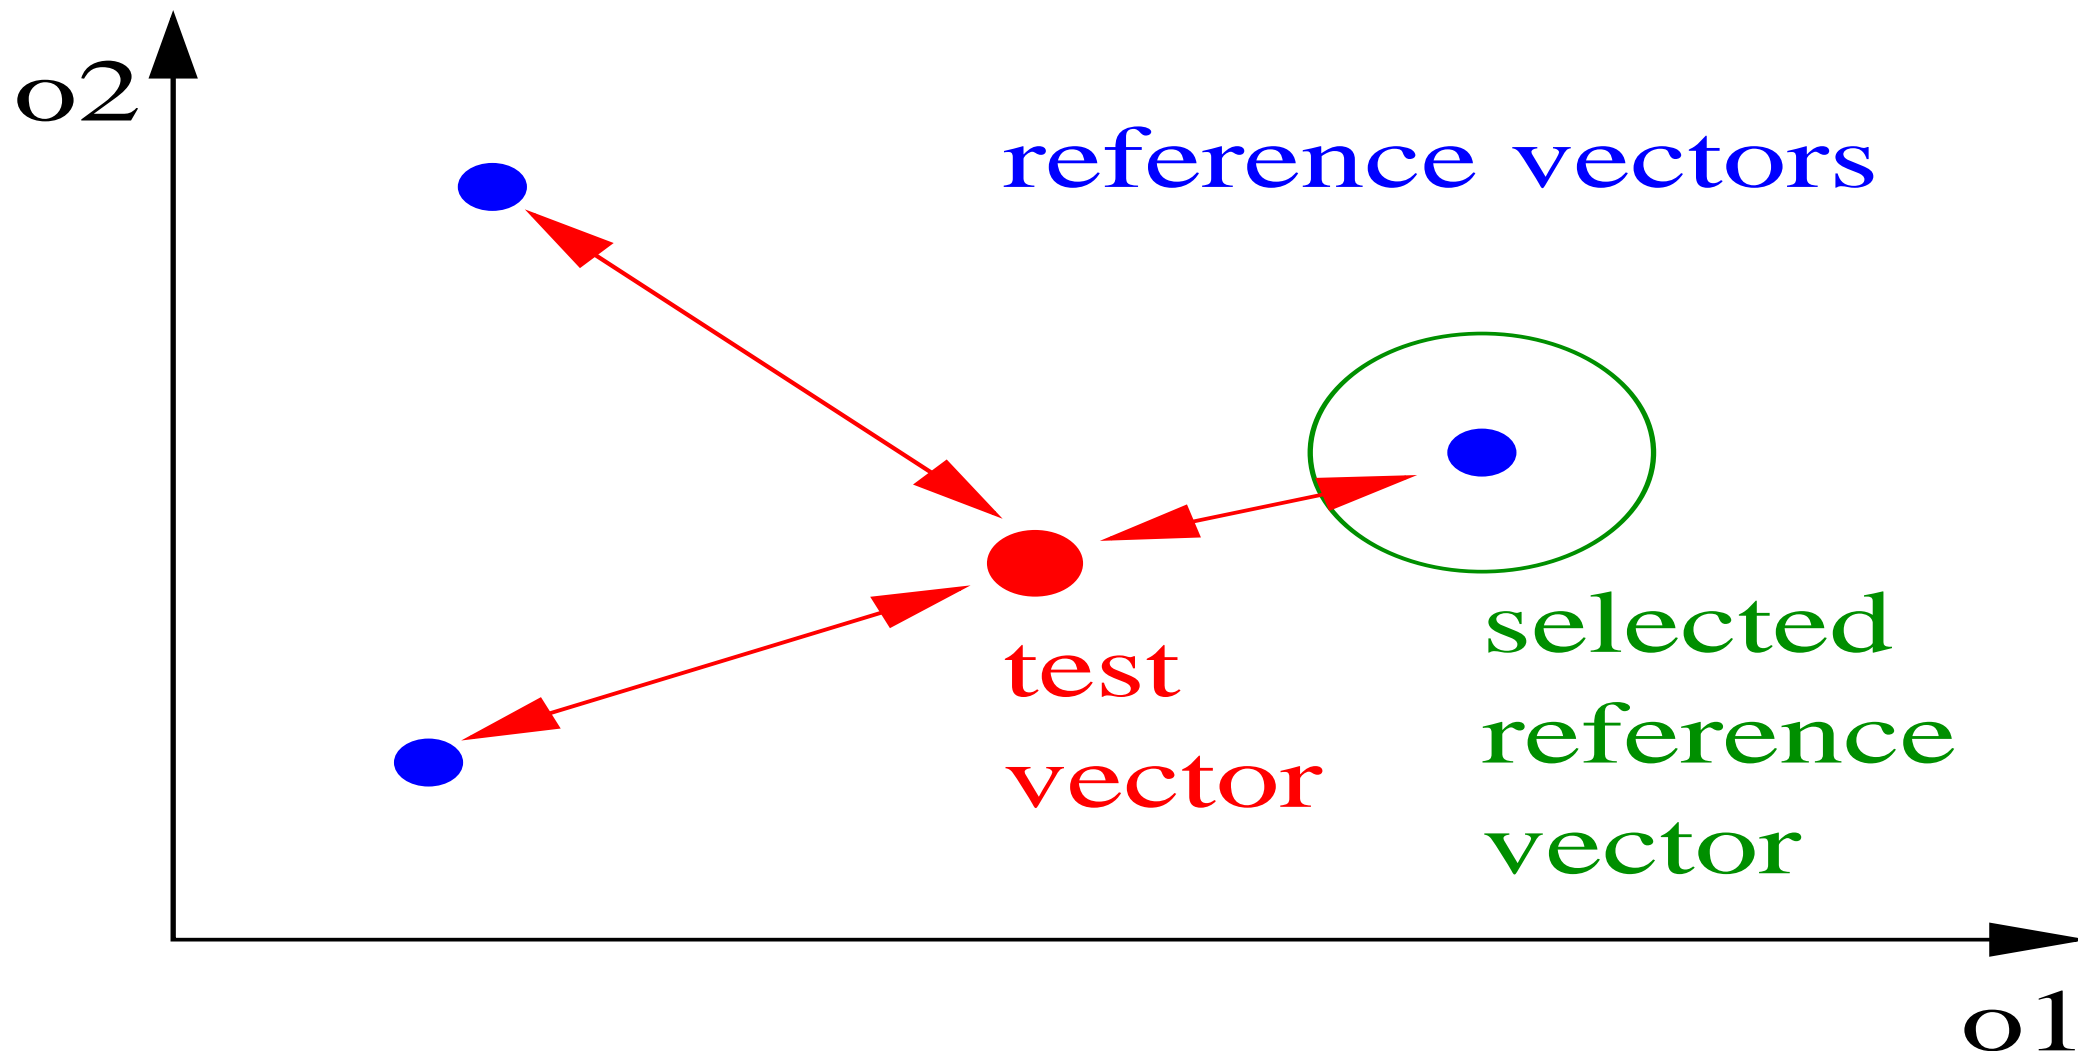 o2
reference vectors
test
vector
selected
reference
vector
o1